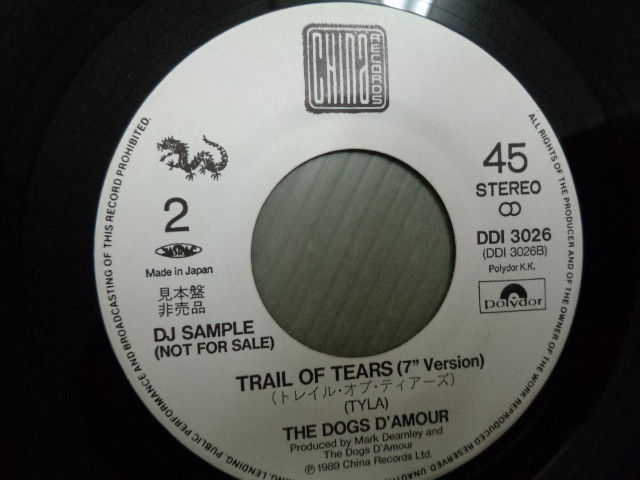 CHINA
RECORDS
45
STEREO
2
DDI 3026
(DDI 3026B)
Polydor K.K.
polydor
JASRAC
Made in Japan
見本盤
非売品
DJ SAMPLE
(NOT FOR SALE)
TRAIL OF TEARS (7” Version)
(トレイル・オブ・ティアーズ)
(TYLA)
THE DOGS D'AMOUR
Produced by Mark Dearnley and
The Dogs D'Amour
℗ 1989 China Records Ltd.
ALL RIGHTS OF THE PRODUCER AND OF THE OWNER OF THE WORK REPRODUCED
LENDING, PUBLIC PERFORMANCE AND BROADCASTING OF THIS RECORD PROHIBITED.